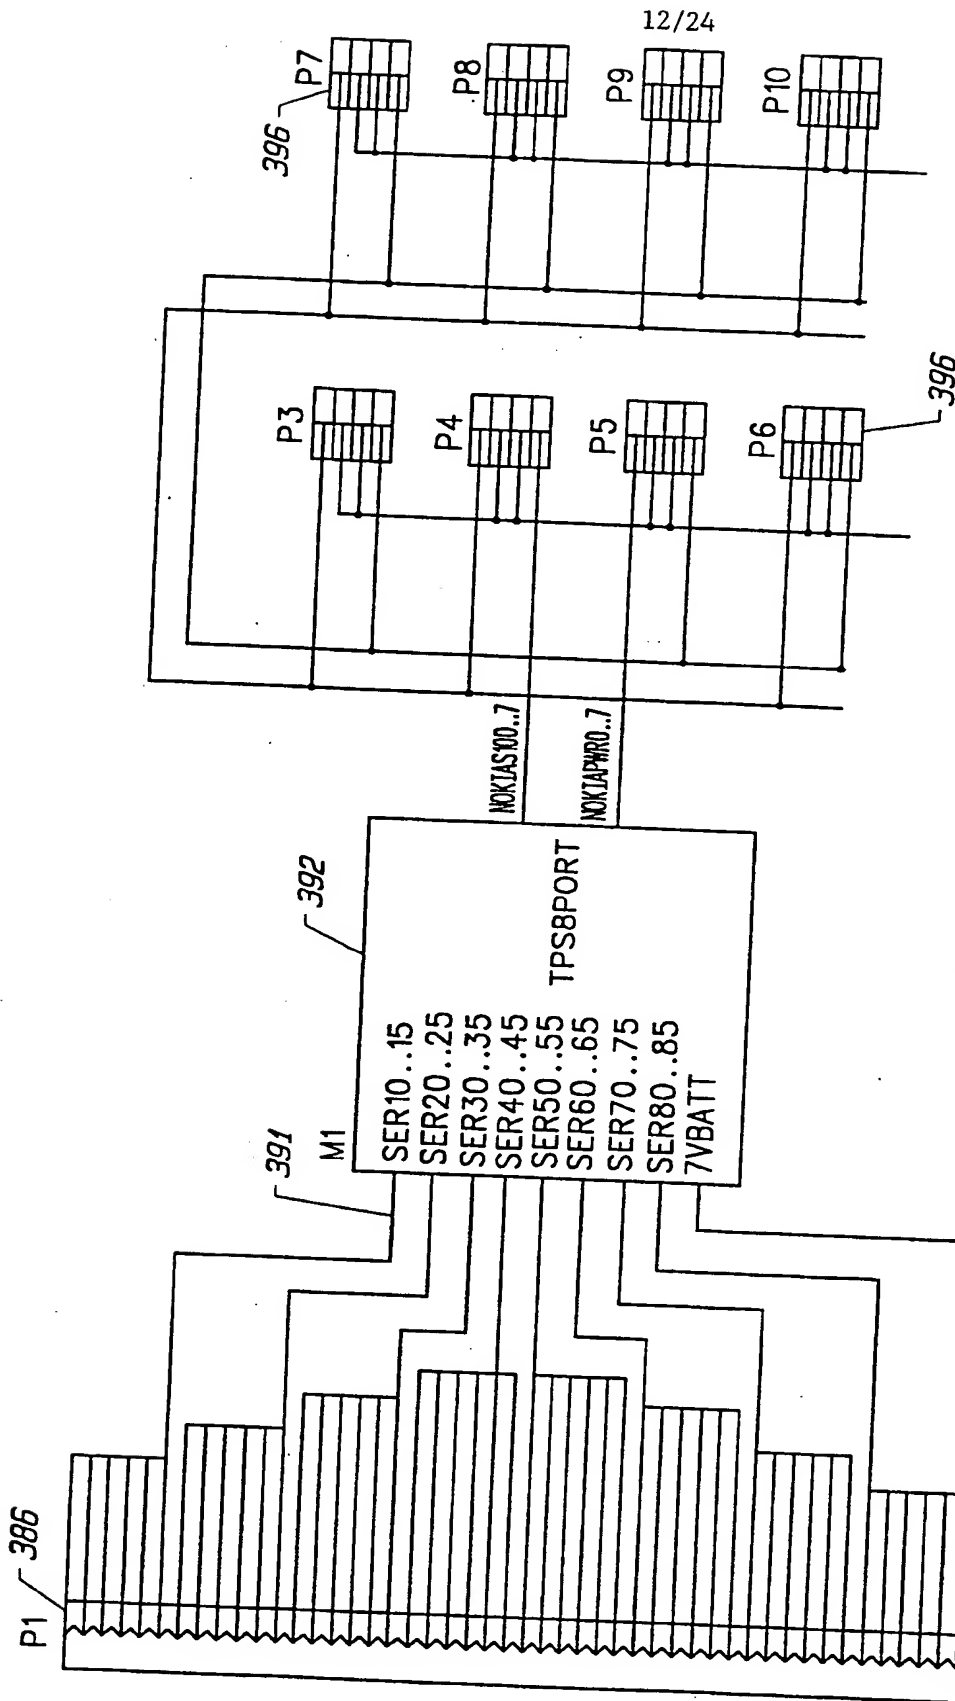 12/24
P7
P8
P9
P10
396
P3
P4
P5
P6
396
NOKIAS100..7
NOKIAPWR0..7
392
TPS8PORT
391
M1
SER10..15
SER20..25
SER30..35
SER40..45
SER50..55
SER60..65
SER70..75
SER80..85
7VBATT
P1
386